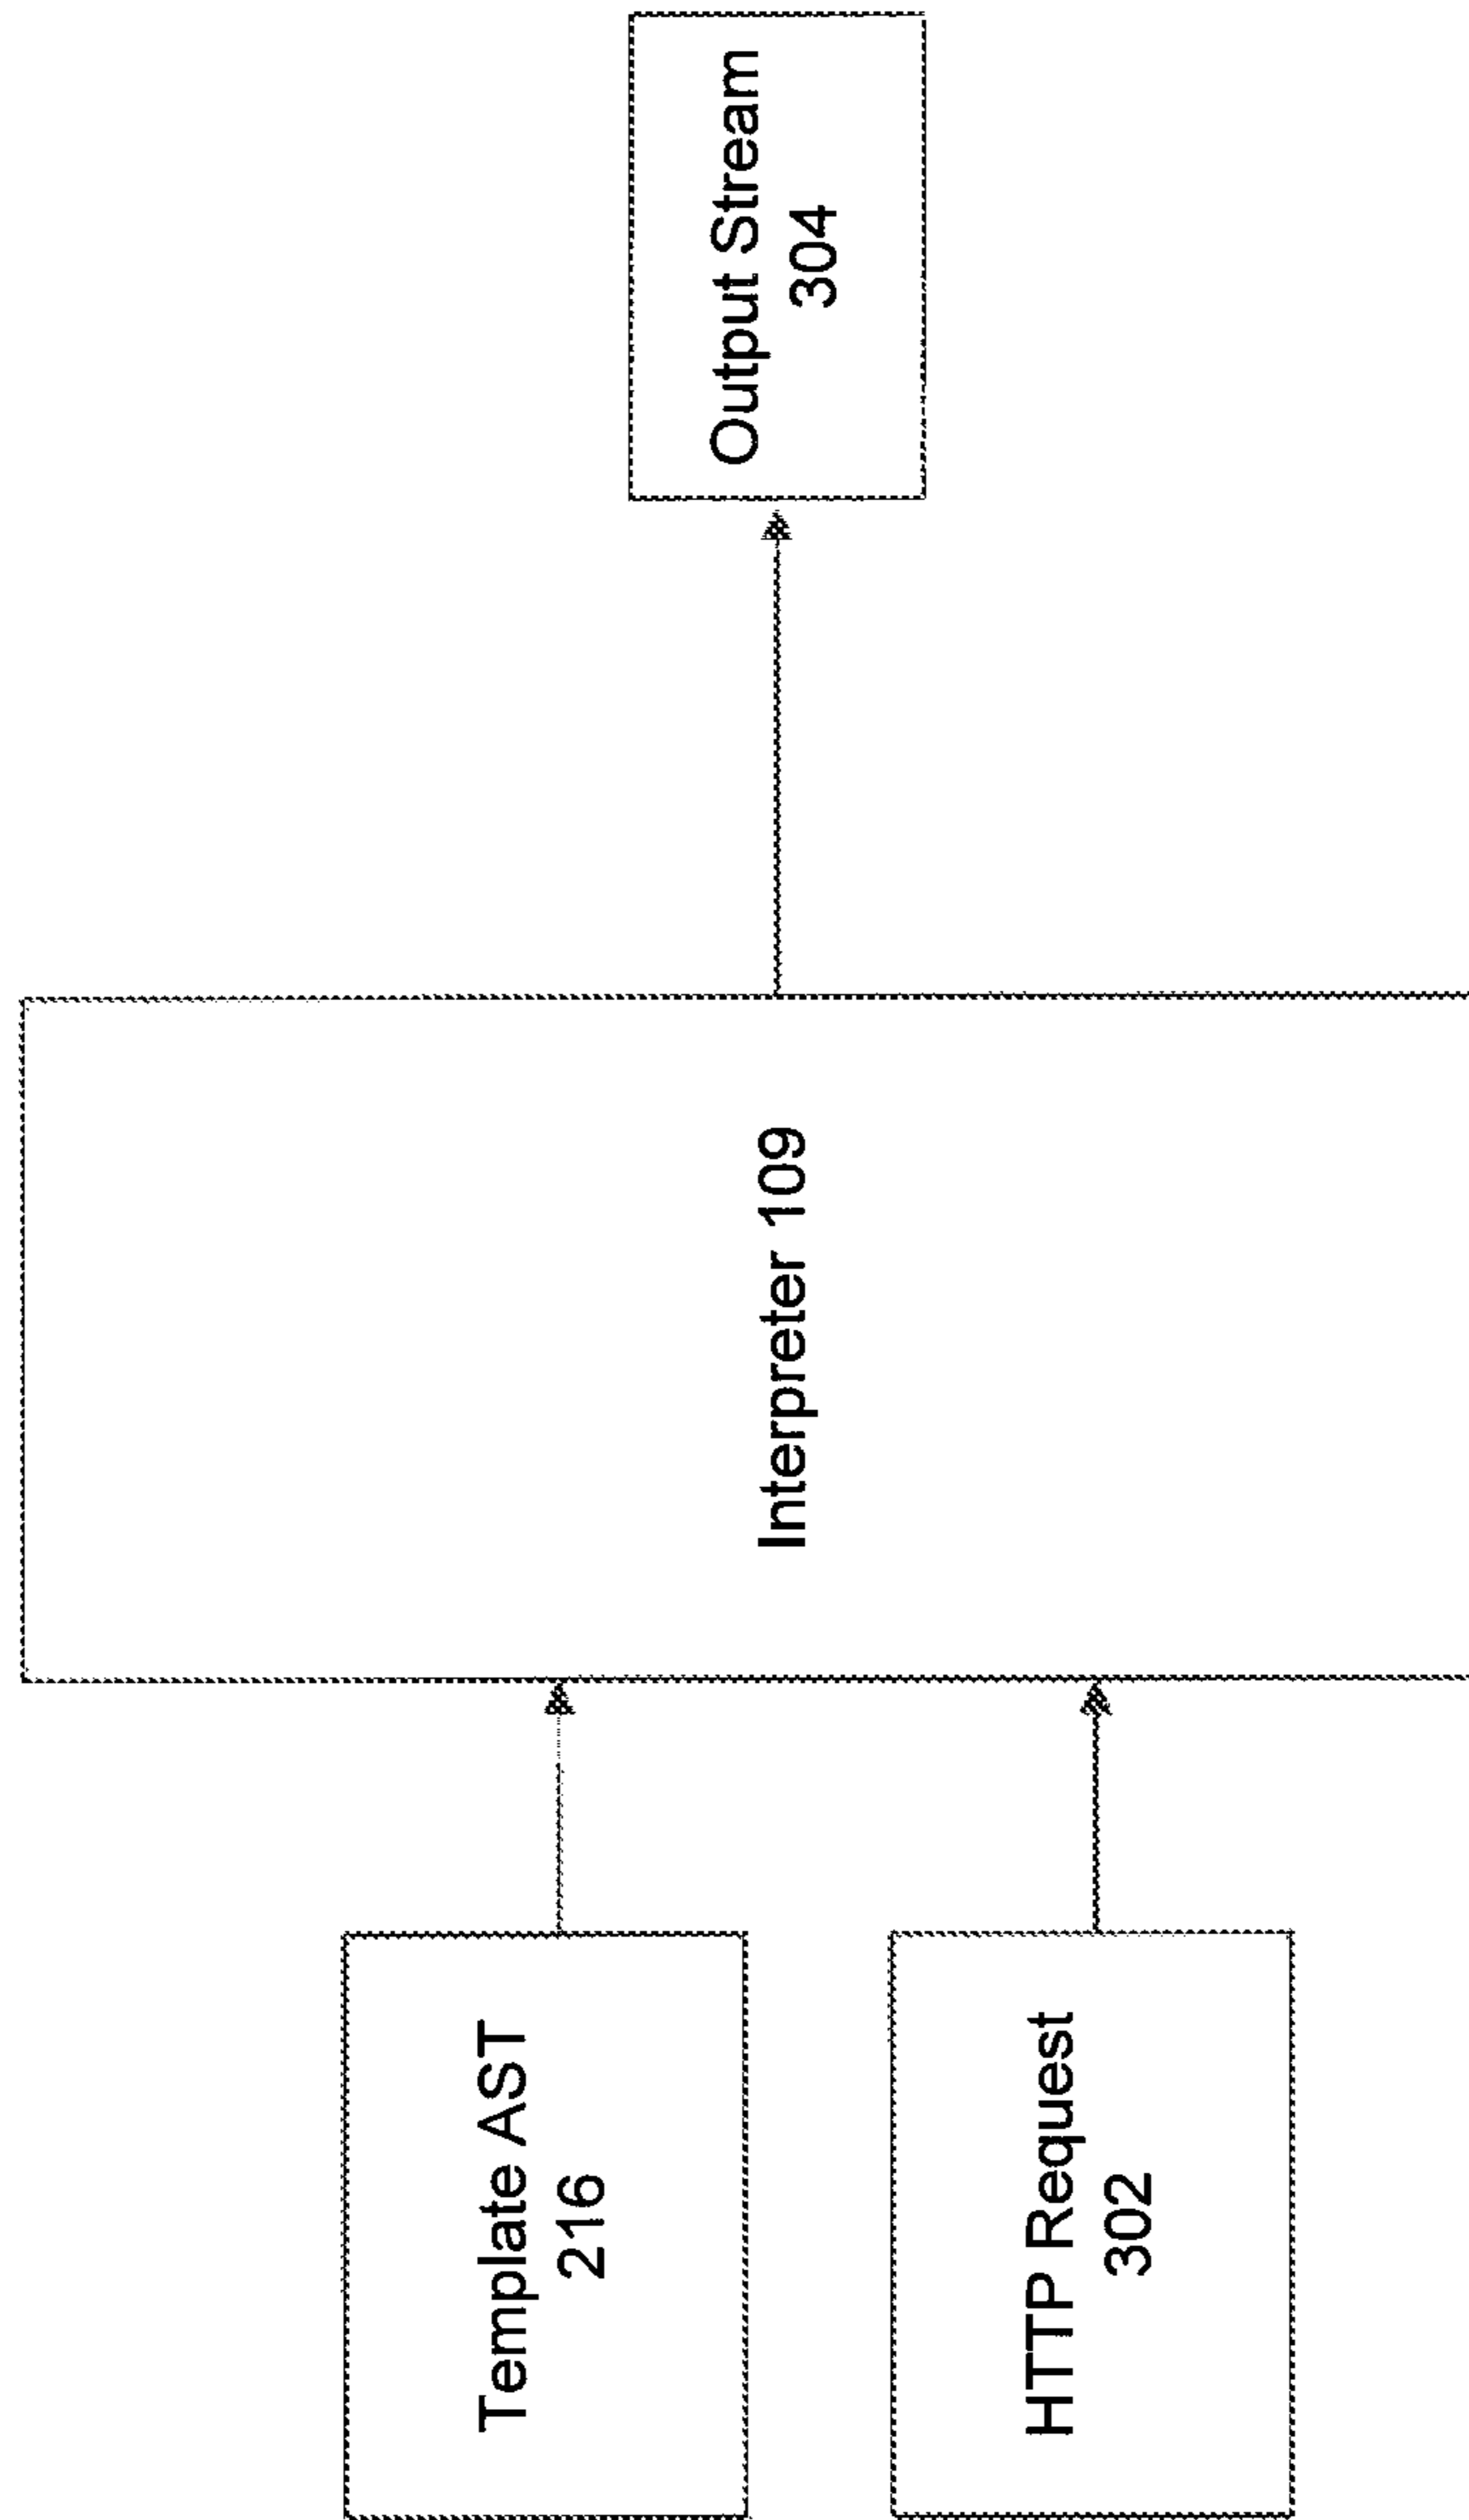 Template AST
216
HTTP Request
302
Interpreter 109
Output Stream
304